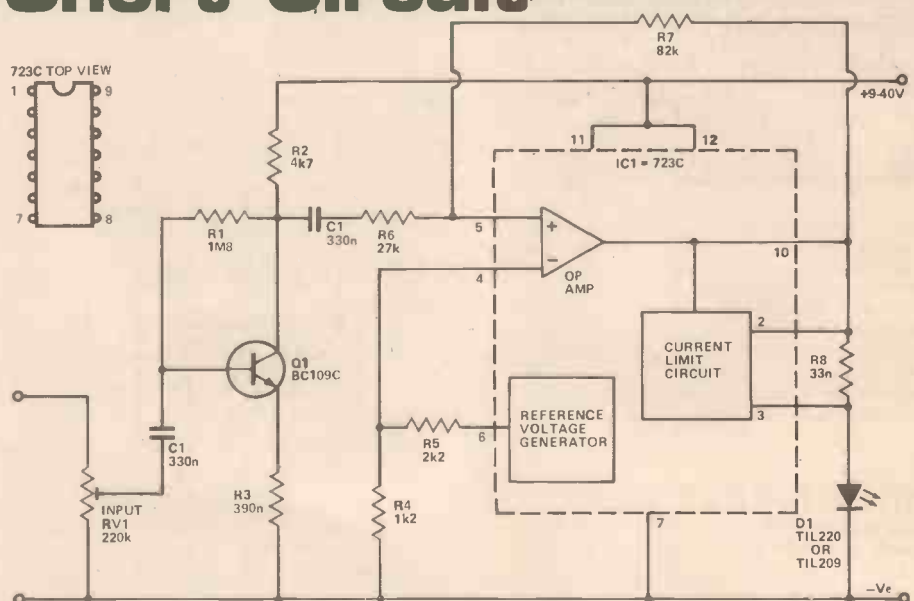 Short Circuit
723C TOP VIEW
1
9
7
8
R7
82k
+9-40V
R2
4k7
11
12
IC1 = 723C
R1
1M8
C1
330n
R6
27k
5
+
4
−
OP
AMP
10
Q1
BC109C
CURRENT
LIMIT
CIRCUIT
2
3
R8
33n
C1
330n
R5
2k2
6
REFERENCE
VOLTAGE
GENERATOR
INPUT
RV1
220k
R3
390n
R4
1k2
7
D1
TIL220
OR
TIL209
−Ve